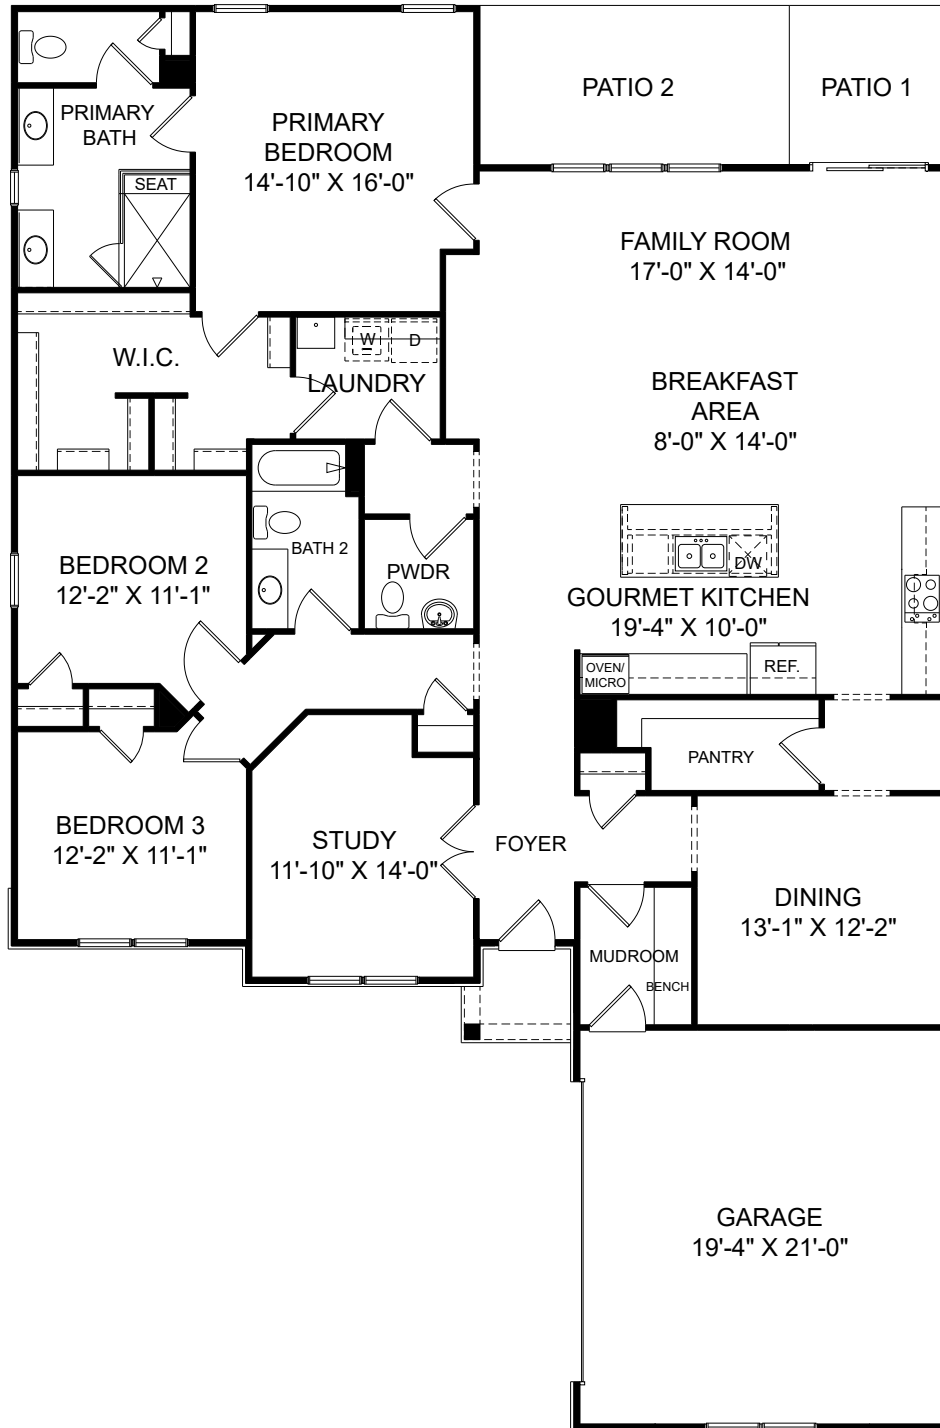 PATIO 2
PATIO 1
PRIMARY
BATH
PRIMARY
BEDROOM
14'-10" X 16'-0"
SEAT
FAMILY ROOM
17'-0" X 14'-0"
W.I.C.
W
D
LAUNDRY
BREAKFAST
AREA
8'-0" X 14'-0"
BEDROOM 2
12'-2" X 11'-1"
BATH 2
PWDR
DW
GOURMET KITCHEN
19'-4" X 10'-0"
OVEN/
MICRO
REF.
PANTRY
BEDROOM 3
12'-2" X 11'-1"
STUDY
11'-10" X 14'-0"
FOYER
DINING
13'-1" X 12'-2"
MUDROOM
BENCH
GARAGE
19'-4" X 21'-0"